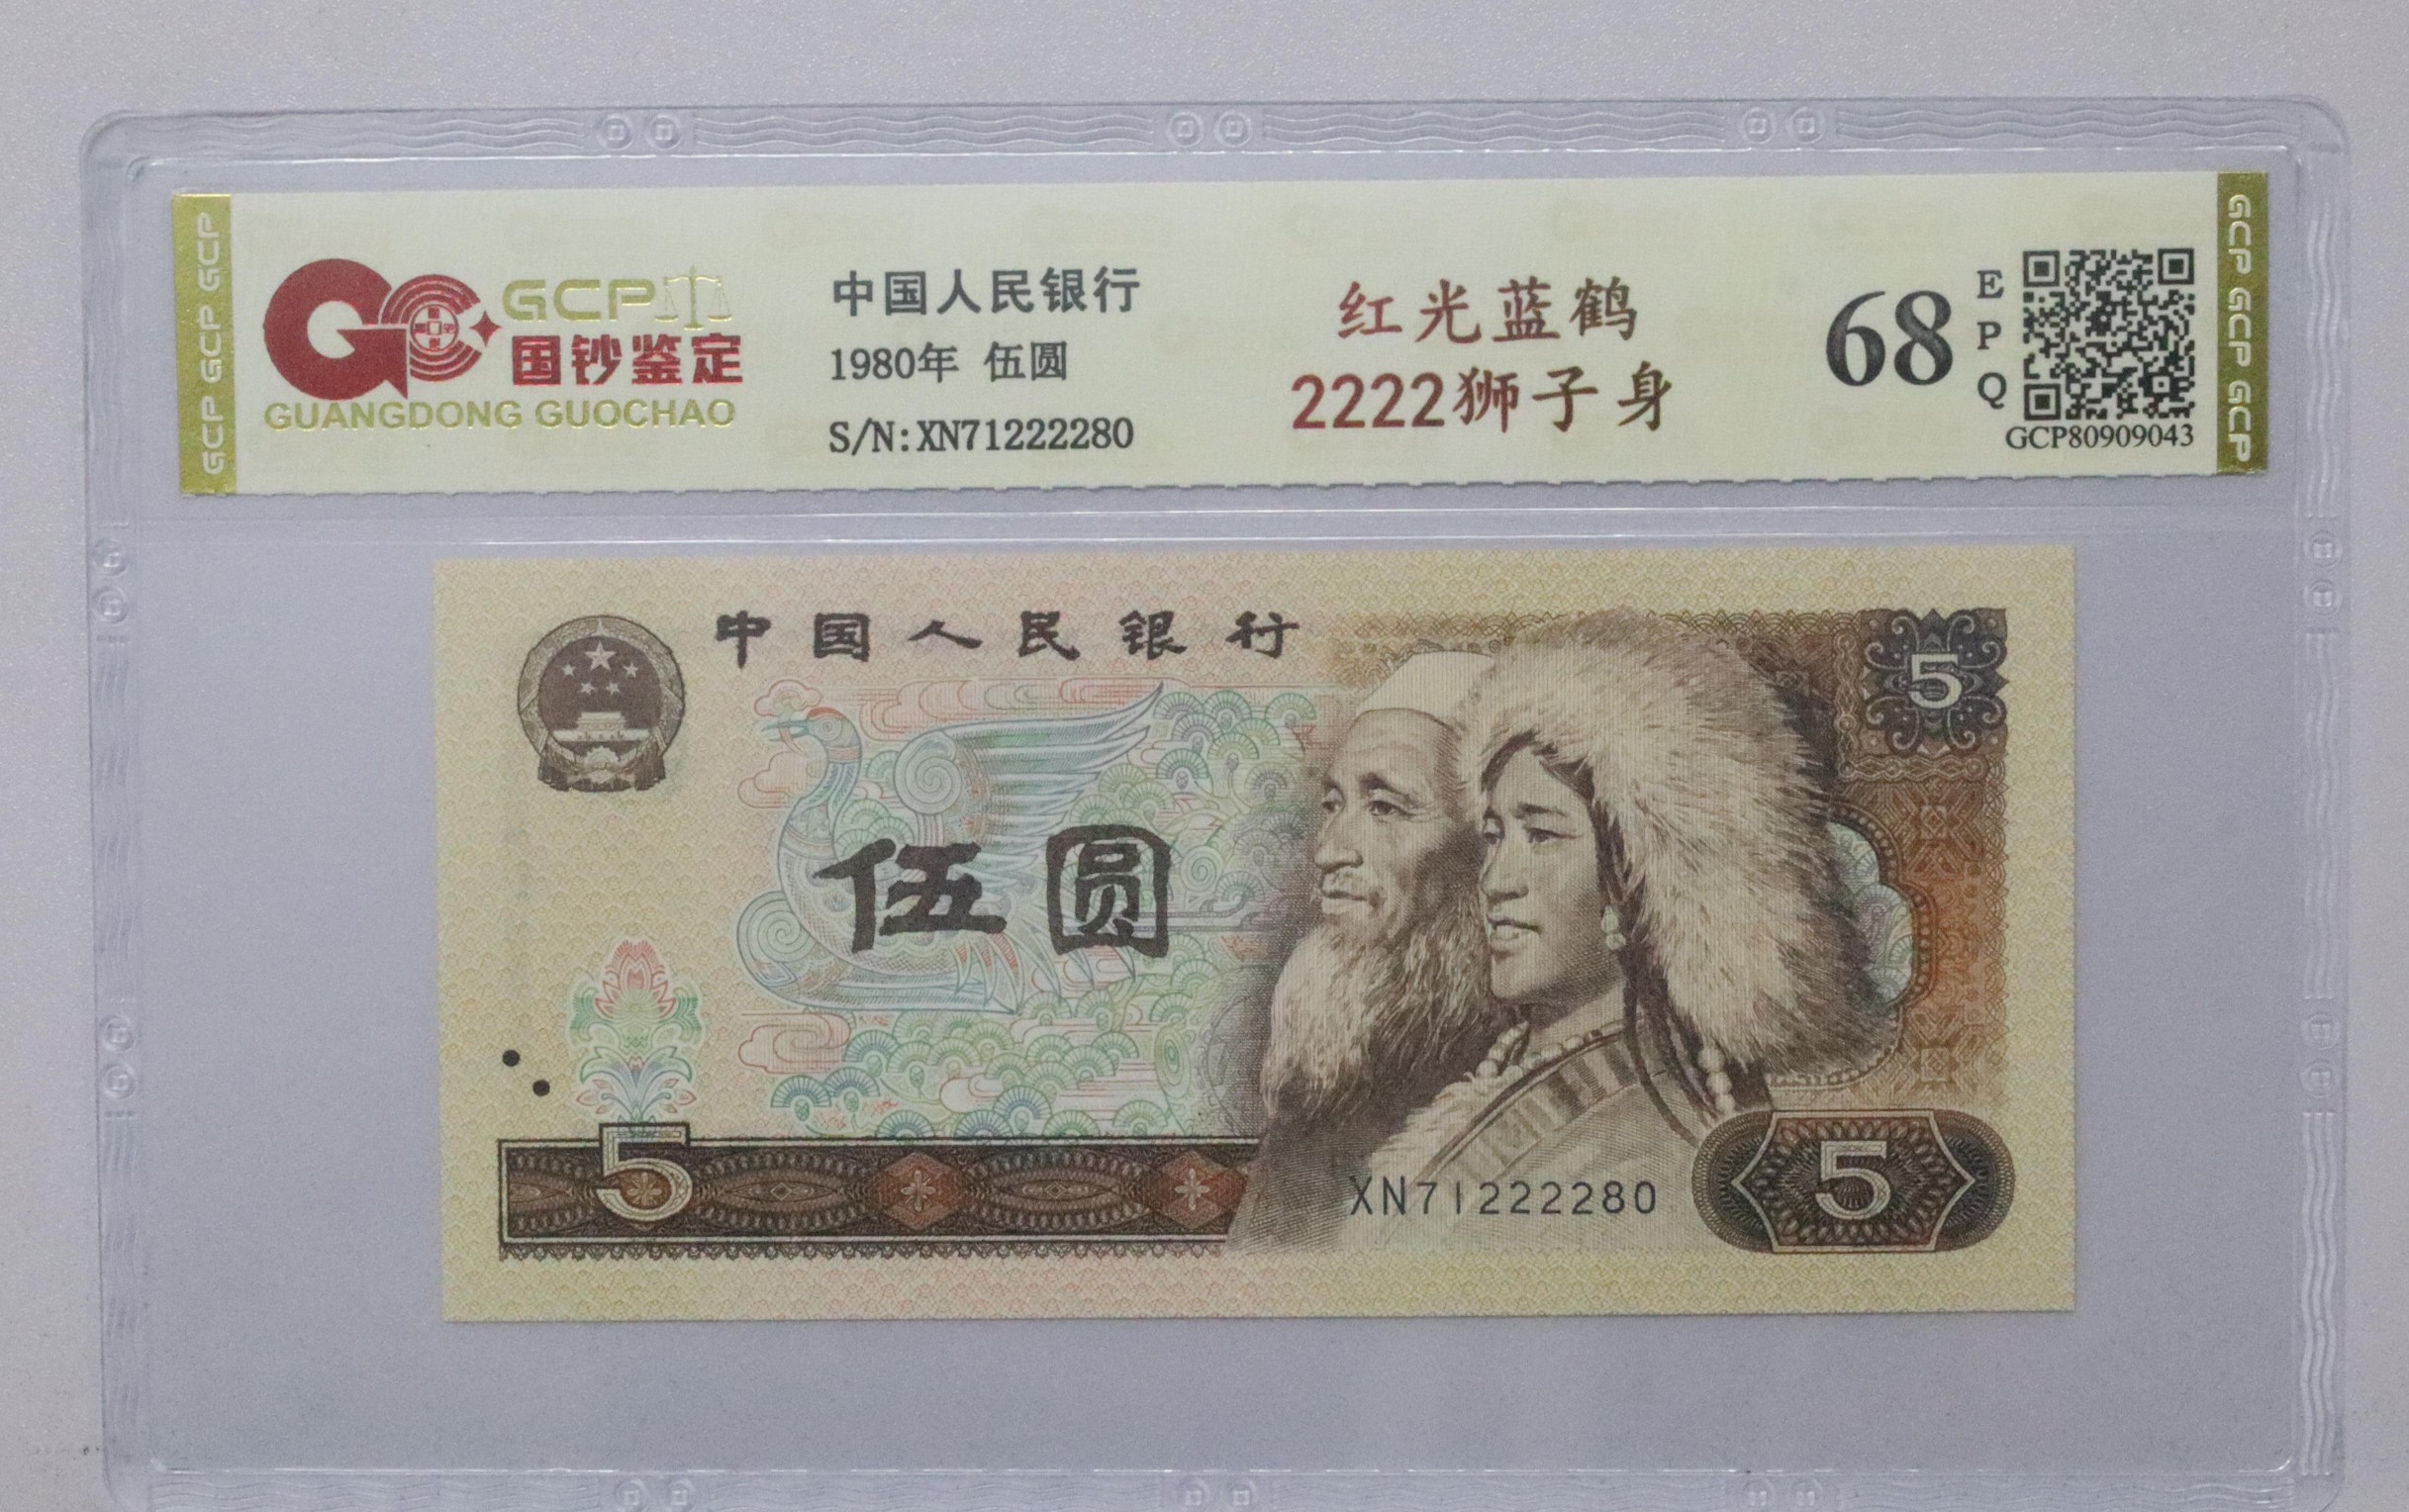 GCP GCP GCP
GCP
国钞鉴定
GUANGDONG GUOCHAO
中国人民银行
1980年 伍圆
S/N:XN71222280
红光蓝鹤
2222狮子身
68
EPQ
GCP80909043
GCP GCP GCP
中国人民银行
5
伍圆
5
XN71222280
5